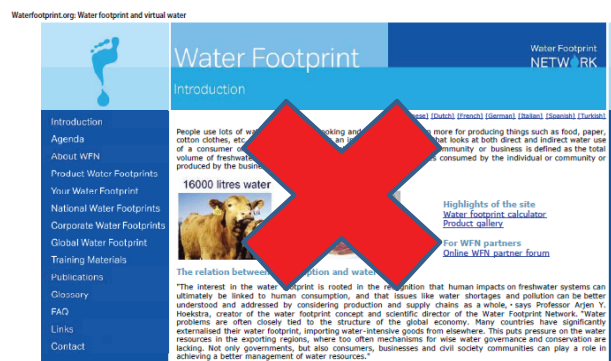 Waterfootprint.org: Water footprint and virtual water
Water Footprint
Water Footprint
NETWORK
Introduction
[Dutch] [French] [German] [Italian] [Spanish] [Turkish]
Introduction
Agenda
About WFN
Product Water Footprints
Your Water Footprint
National Water Footprints
Corporate Water Footprints
Global Water Footprint
Training Materials
Publications
Glossary
FAQ
Links
Contact
People use lots of oking and more for producing things such as food, paper,
cotton clothes, etc. an in that looks at both direct and indirect water use
of a consumer o mmunity or business is defined as the total
volume of freshwate s consumed by the individual or community or
produced by the busine
16000 litres water
Highlights of the site
Water footprint calculator
Product gallery
For WFN partners
Online WFN partner forum
The relation between ption and water
"The interest in the water footprint is rooted in the recognition that human impacts on freshwater systems can
ultimately be linked to human consumption, and that issues like water shortages and pollution can be better
understood and addressed by considering production and supply chains as a whole, - says Professor Arjen Y.
Hoekstra, creator of the water footprint concept and scientific director of the Water Footprint Network. "Water
problems are often closely tied to the structure of the global economy. Many countries have significantly
externalised their water footprint, importing water-intensive goods from elsewhere. This puts pressure on the water
resources in the exporting regions, where too often mechanisms for wise water governance and conservation are
lacking. Not only governments, but also consumers, businesses and civil society communities can play a role in
achieving a better management of water resources."